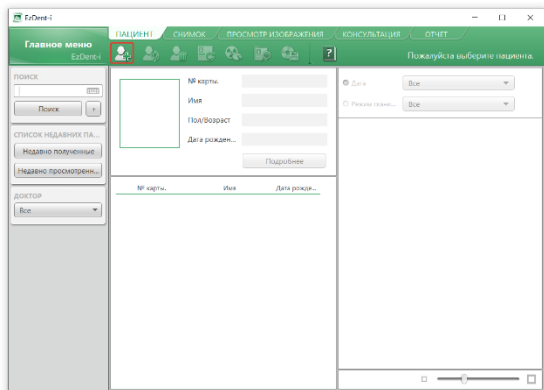 EzDent-i
Главное меню
EzDent-i
ПАЦИЕНТ
СНИМОК
ПРОСМОТР ИЗОБРАЖЕНИЯ
КОНСУЛЬТАЦИЯ
ОТЧЕТ
?
Пожалуйста выберите пациента.
ПОИСК
Поиск
СПИСОК НЕДАВНИХ ПА...
Недавно полученные
Недавно просмотренн...
ДОКТОР
Все
№ карты.
Имя
Пол/Возраст
Дата рожден...
Подробнее
№ карты.
Имя
Дата рожде...
Дата
Все
Режим скани...
Все